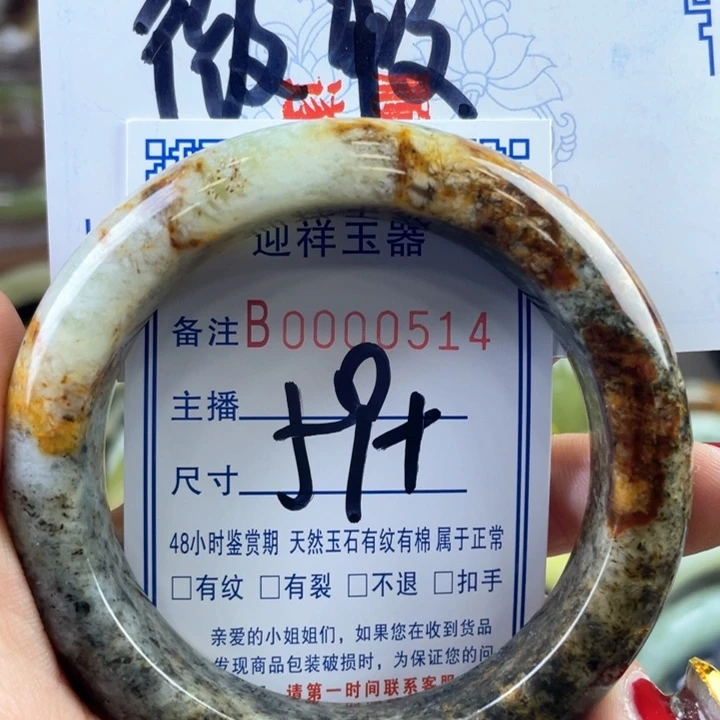 迎祥玉器
备注B0000514
主播
尺寸59+
48小时鉴赏期 天然玉石有纹有棉 属于正常
□有纹 □有裂 □不退 □扣手
亲爱的小姐姐们，如果您在收到货品
发现商品包装破损时，为保证您的问
请第一时间联系客服